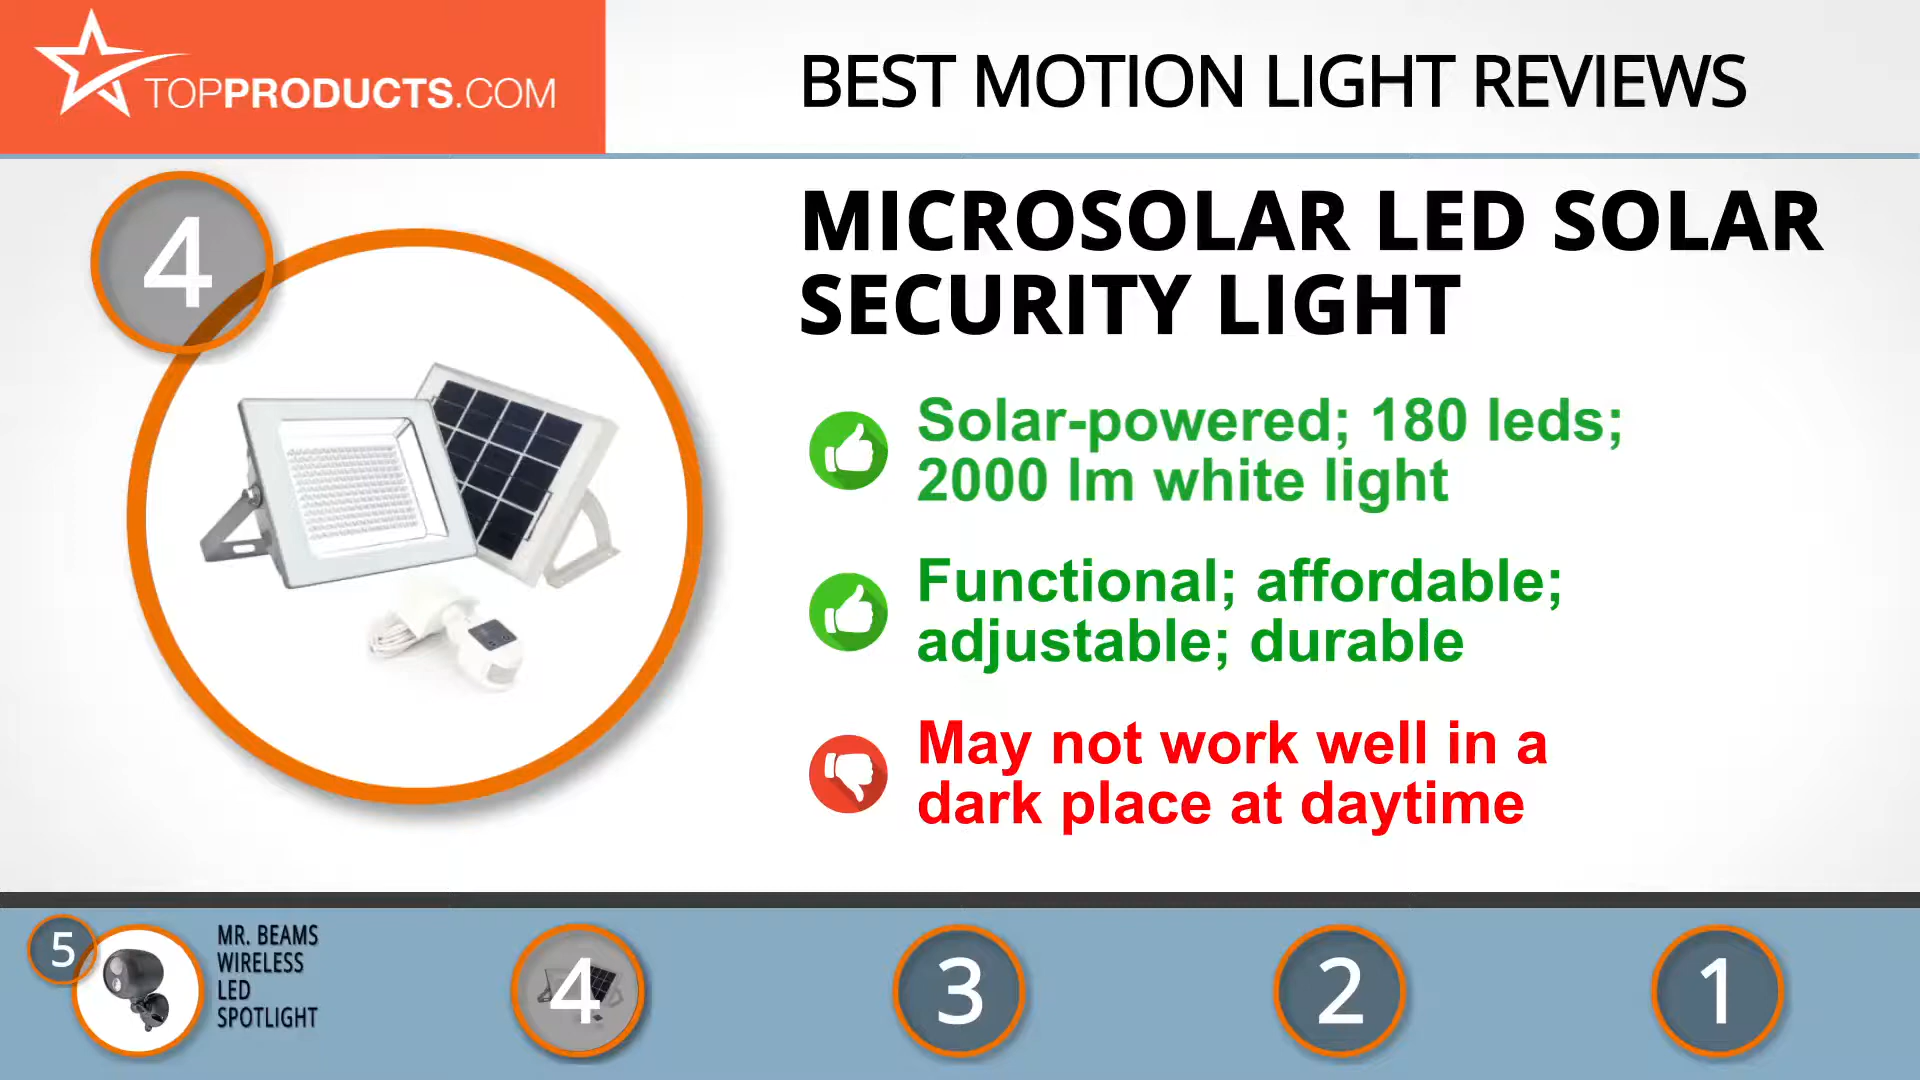 TOPPRODUCTS.COM
BEST MOTION LIGHT REVIEWS
4
MICROSOLAR LED SOLAR
SECURITY LIGHT
Solar-powered; 180 leds;
2000 lm white light
Functional; affordable;
adjustable; durable
May not work well in a
dark place at daytime
5
MR. BEAMS
WIRELESS
LED
SPOTLIGHT
4
3
2
1